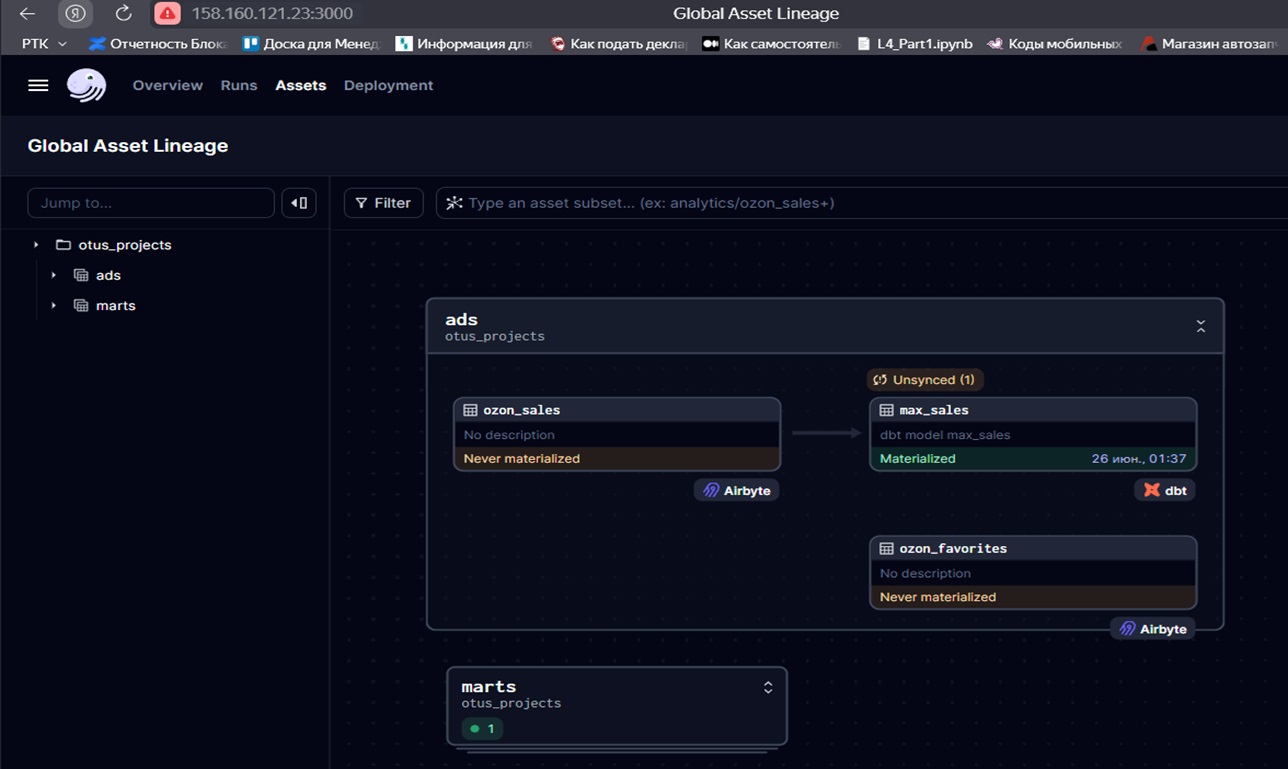 158.160.121.23:3000 Global Asset Lineage
РТК Отчетность Блока Доска для Менед Информация для Как подать декла Как самостоятель L4_Part1.ipynb Коды мобильных Магазин автозап
Overview Runs Assets Deployment
Global Asset Lineage
Jump to...
Filter
Type an asset subset... (ex: analytics/ozon_sales+)
otus_projects
ads
marts
ads
otus_projects
ozon_sales
No description
Never materialized
Airbyte
Unsynced (1)
max_sales
dbt model max_sales
Materialized 26 июн., 01:37
dbt
ozon_favorites
No description
Never materialized
Airbyte
marts
otus_projects
1